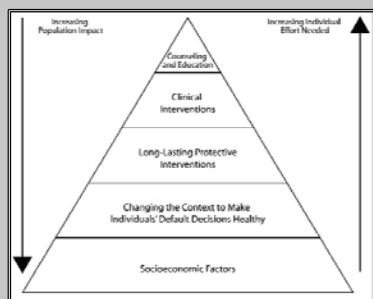 Increasing
Population Impact
Increasing Individual
Effort Needed
Counseling
and Education
Clinical
Interventions
Long-Lasting Protective
Interventions
Changing the Context to Make
Individuals' Default Decisions Healthy
Socioeconomic Factors